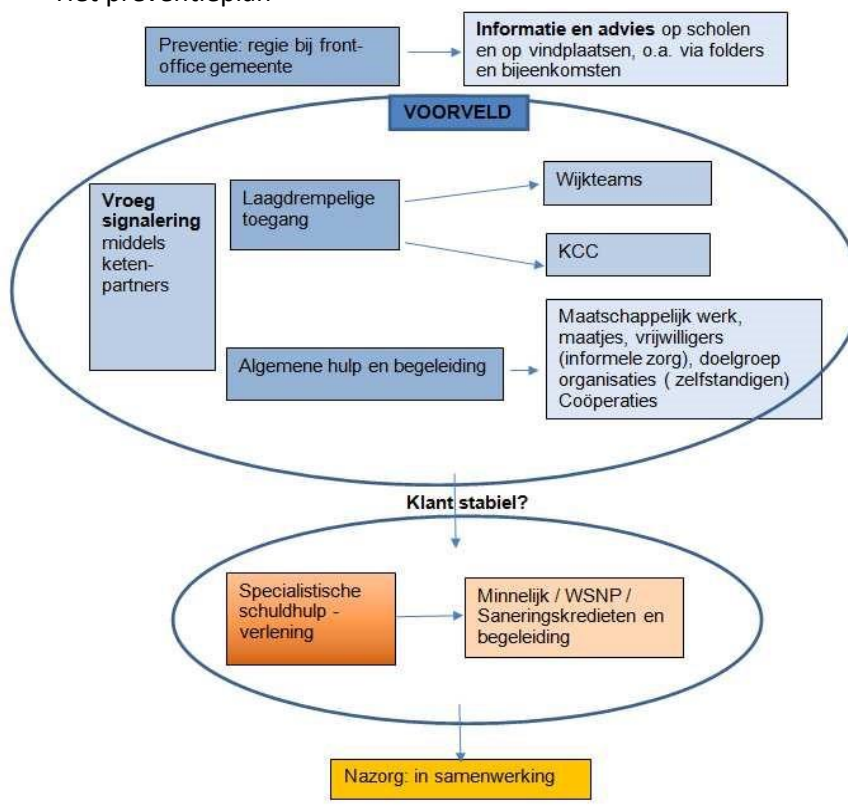 Het preventieplan
Preventie: regie bij front-
office gemeente
Informatie en advies op scholen
en op vindplaatsen, o.a. via folders
en bijeenkomsten
VOORVELD
Vroeg
signalering
middels
keten-
partners
Laagdrempelige
toegang
Wijkteams
KCC
Algemene hulp en begeleiding
Maatschappelijk werk,
maatjes, vrijwilligers
(informele zorg), doelgroep
organisaties ( zelfstandigen)
Coöperaties
Klant stabiel?
Specialistische
schuldhulp -
verlening
Minnelijk / WSNP /
Saneringskredieten en
begeleiding
Nazorg: in samenwerking